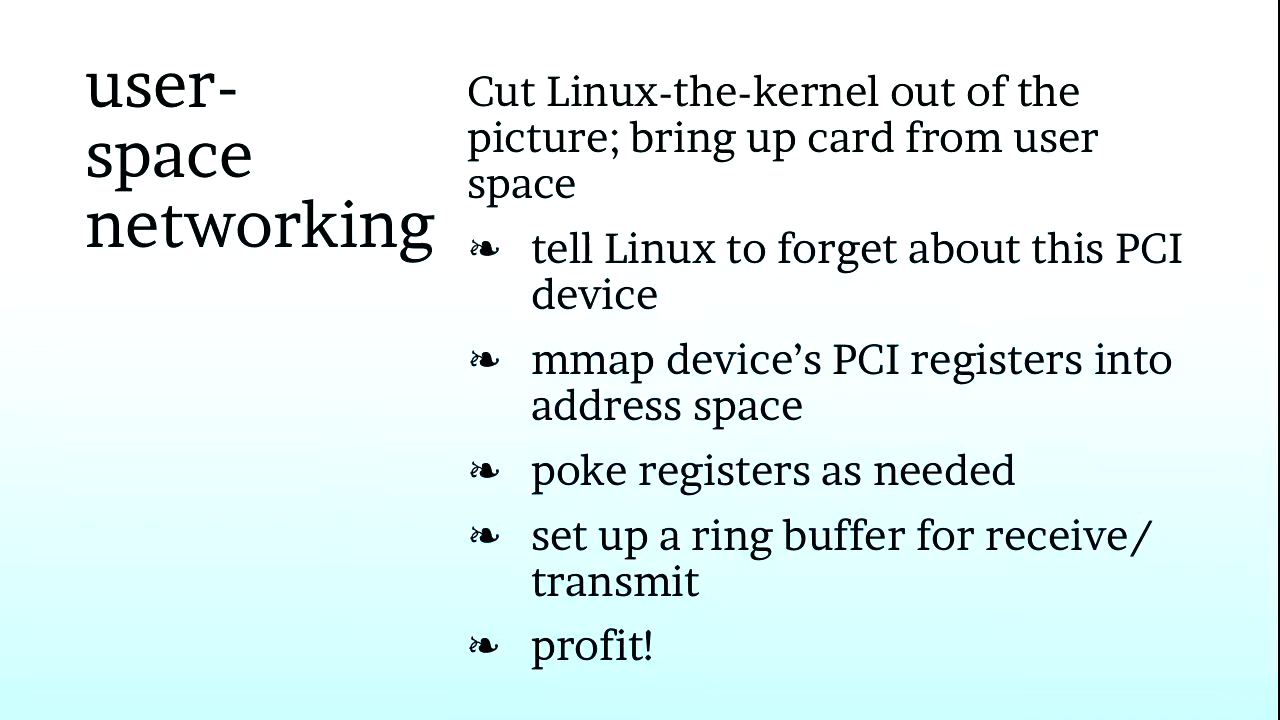 user-
space
networking
Cut Linux-the-kernel out of the
picture; bring up card from user
space
❧ tell Linux to forget about this PCI
device
❧ mmap device’s PCI registers into
address space
❧ poke registers as needed
❧ set up a ring buffer for receive/
transmit
❧ profit!